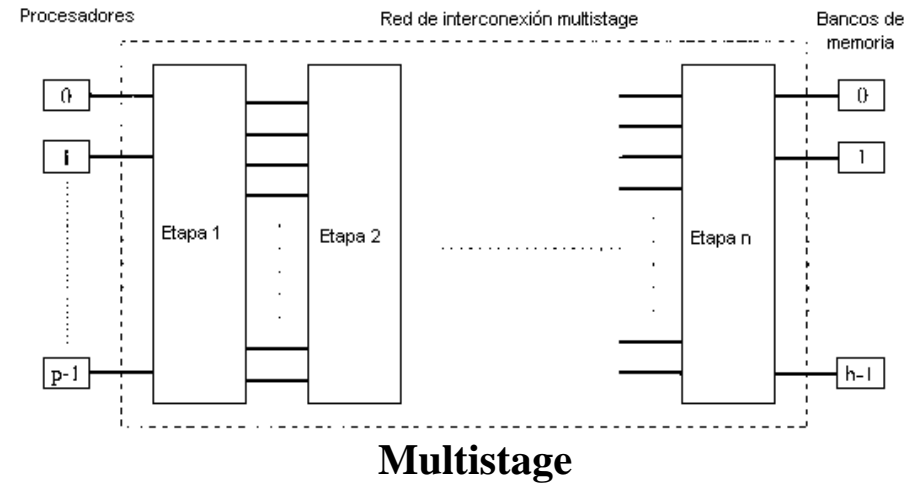 Procesadores
Red de interconexión multistage
Bancos de
memoria
0
0
i
1
Etapa 1
Etapa 2
Etapa n
p-1
h-1
Multistage